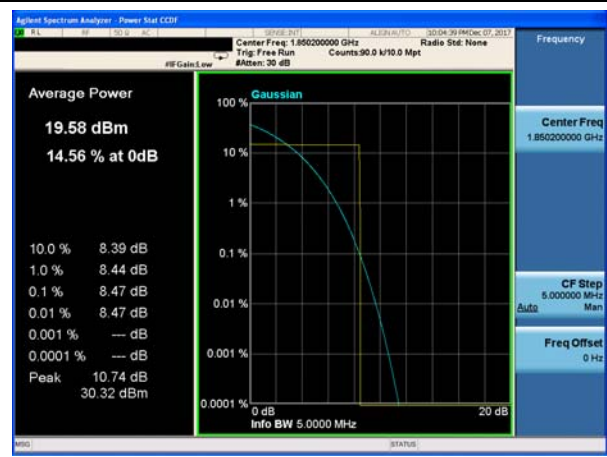 Agilent Spectrum Analyzer - Power Stat CCDF
RL RF 50 Ω AC SENSE:INT ALIGN AUTO 10:04:39 PM Dec 07, 2017
Center Freq: 1.850200000 GHz Radio Std: None
Trig: Free Run Counts:90.0 k/10.0 Mpt
#IFGain:Low #Atten: 30 dB
Frequency
Average Power
19.58 dBm
14.56 % at 0dB
10.0 % 8.39 dB
1.0 % 8.44 dB
0.1 % 8.47 dB
0.01 % 8.47 dB
0.001 % --- dB
0.0001 % --- dB
Peak 10.74 dB
30.32 dBm
Gaussian
100 %
10 %
1 %
0.1 %
0.01 %
0.001 %
0.0001 %
0 dB 20 dB
Info BW 5.0000 MHz
Center Freq
1.850200000 GHz
CF Step
5.000000 MHz
Auto Man
Freq Offset
0 Hz
MSG STATUS